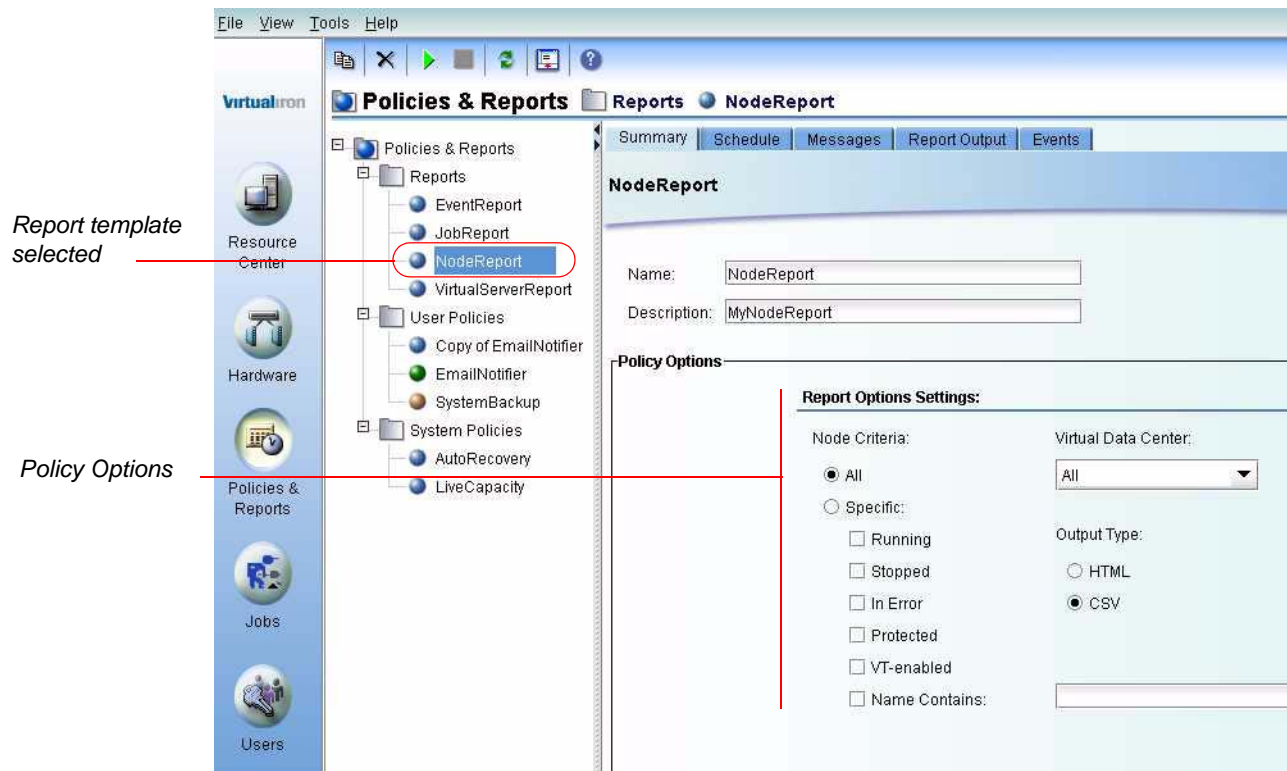 File View Tools Help
VırtualIron
Policies & Reports Reports NodeReport
Report template
selected
Policy Options
Resource
Center
Hardware
Policies &
Reports
Jobs
Users
Policies & Reports
Reports
EventReport
JobReport
NodeReport
VirtualServerReport
User Policies
Copy of EmailNotifier
EmailNotifier
SystemBackup
System Policies
AutoRecovery
LiveCapacity
Summary Schedule Messages Report Output Events
NodeReport
Name: NodeReport
Description: MyNodeReport
Policy Options
Report Options Settings:
Node Criteria: Virtual Data Center:
All All
Specific:
Running Output Type:
Stopped HTML
In Error CSV
Protected
VT-enabled
Name Contains: